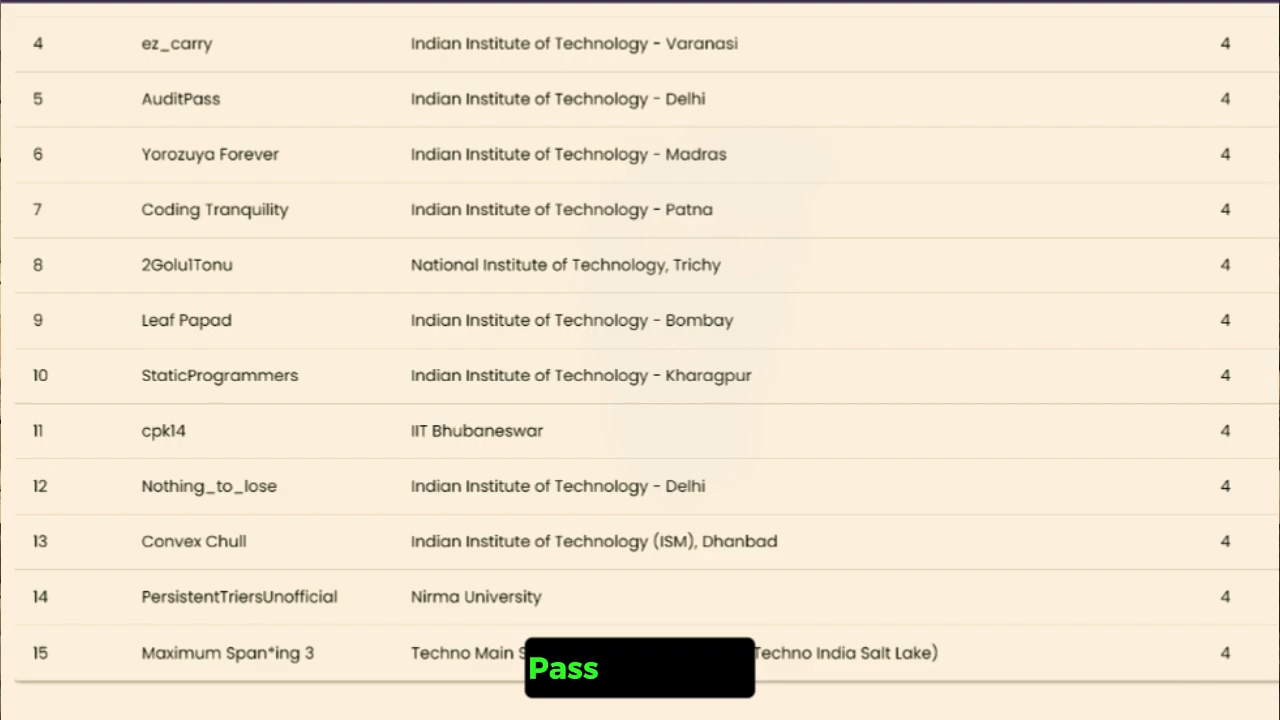 4 ez_carry Indian Institute of Technology - Varanasi 4
5 AuditPass Indian Institute of Technology - Delhi 4
6 Yorozuya Forever Indian Institute of Technology - Madras 4
7 Coding Tranquility Indian Institute of Technology - Patna 4
8 2Golu1Tonu National Institute of Technology, Trichy 4
9 Leaf Papad Indian Institute of Technology - Bombay 4
10 StaticProgrammers Indian Institute of Technology - Kharagpur 4
11 cpk14 IIT Bhubaneswar 4
12 Nothing_to_lose Indian Institute of Technology - Delhi 4
13 Convex Chull Indian Institute of Technology (ISM), Dhanbad 4
14 PersistentTriersUnofficial Nirma University 4
15 Maximum Span*ing 3 Techno Main Techno India Salt Lake) 4
Pass